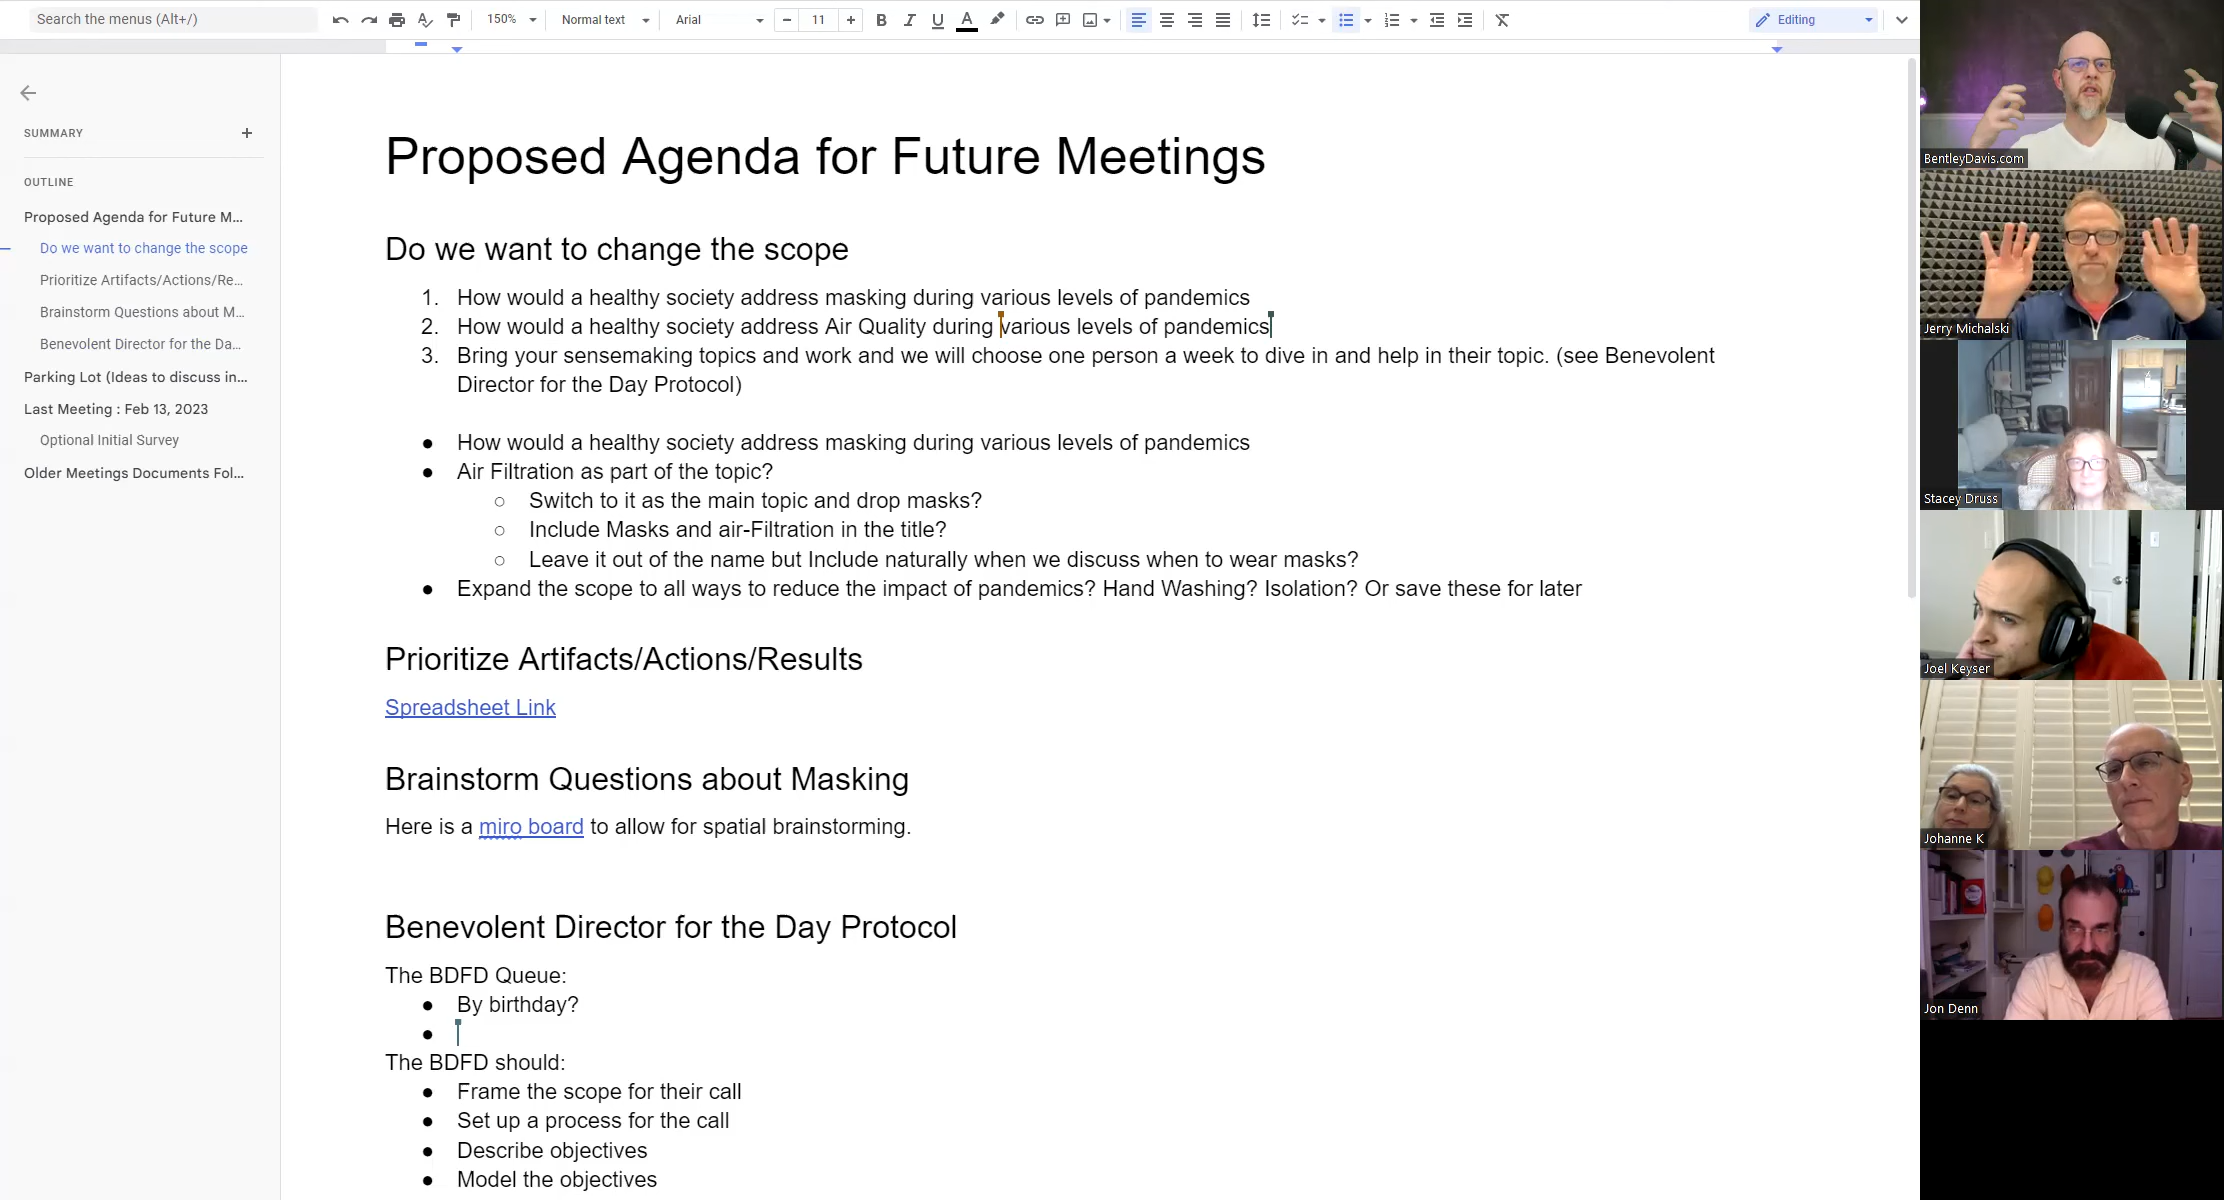 Search the menus (Alt+/)
150%
Normal text
Arial
11
Editing
SUMMARY
OUTLINE
Proposed Agenda for Future M...
Do we want to change the scope
Prioritize Artifacts/Actions/Re...
Brainstorm Questions about M...
Benevolent Director for the Da...
Parking Lot (Ideas to discuss in...
Last Meeting : Feb 13, 2023
Optional Initial Survey
Older Meetings Documents Fol...
Proposed Agenda for Future Meetings
Do we want to change the scope
1. How would a healthy society address masking during various levels of pandemics
2. How would a healthy society address Air Quality during various levels of pandemics
3. Bring your sensemaking topics and work and we will choose one person a week to dive in and help in their topic. (see Benevolent
Director for the Day Protocol)
● How would a healthy society address masking during various levels of pandemics
● Air Filtration as part of the topic?
○ Switch to it as the main topic and drop masks?
○ Include Masks and air-Filtration in the title?
○ Leave it out of the name but Include naturally when we discuss when to wear masks?
● Expand the scope to all ways to reduce the impact of pandemics? Hand Washing? Isolation? Or save these for later
Prioritize Artifacts/Actions/Results
Spreadsheet Link
Brainstorm Questions about Masking
Here is a miro board to allow for spatial brainstorming.
Benevolent Director for the Day Protocol
The BDFD Queue:
● By birthday?
●
The BDFD should:
● Frame the scope for their call
● Set up a process for the call
● Describe objectives
● Model the objectives
BentleyDavis.com
Jerry Michalski
Stacey Druss
Joel Keyser
Johanne K
Jon Denn